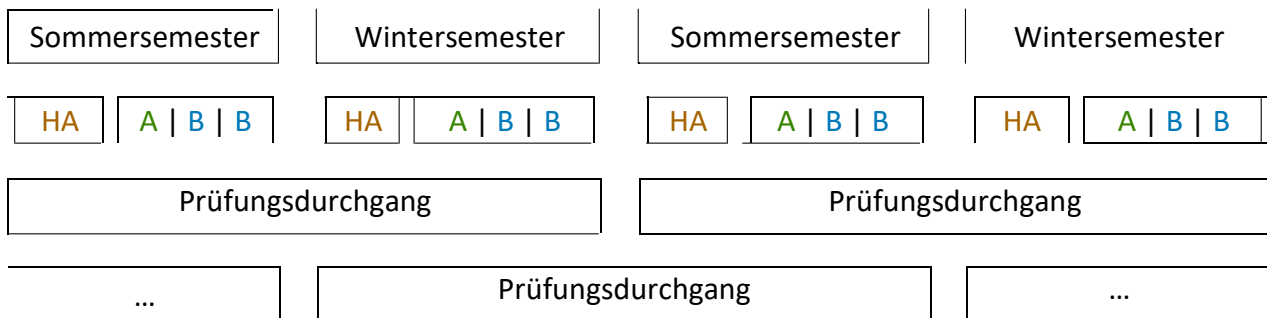 Sommersemester Wintersemester Sommersemester Wintersemester
HA A | B | B HA A | B | B HA A | B | B HA A | B | B
Prüfungsdurchgang Prüfungsdurchgang
... Prüfungsdurchgang ...